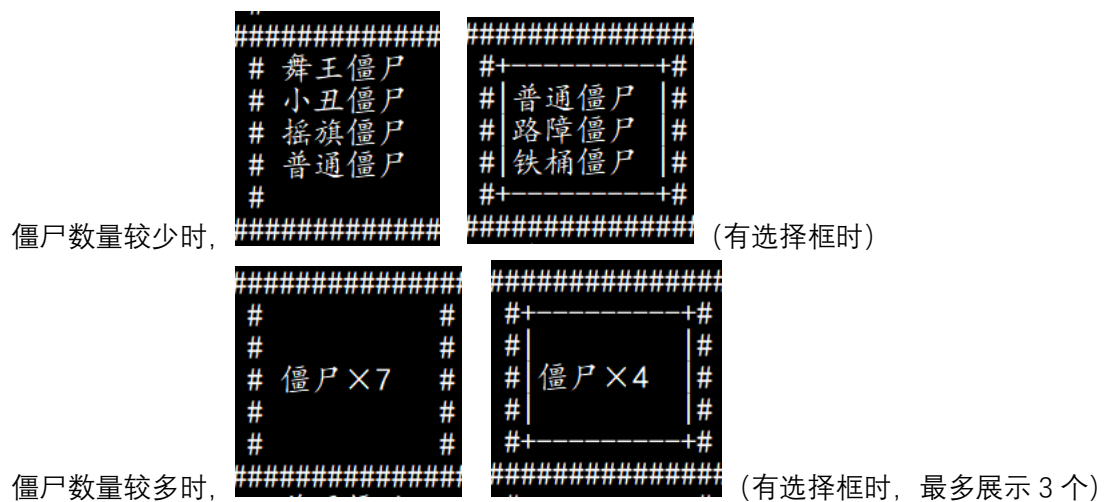 #############
# 舞王僵尸
# 小丑僵尸
# 摇旗僵尸
# 普通僵尸
#
僵尸数量较少时，#############
###############
#+---------+#
#|普通僵尸 |#
#|路障僵尸 |#
#|铁桶僵尸 |#
#+---------+#
############### （有选择框时）
###############
# #
# #
# 僵尸×7 #
# #
# #
僵尸数量较多时，###############
###############
#+---------+#
#| |#
#|僵尸×4 |#
#| |#
#+---------+#
############### （有选择框时，最多展示 3 个）